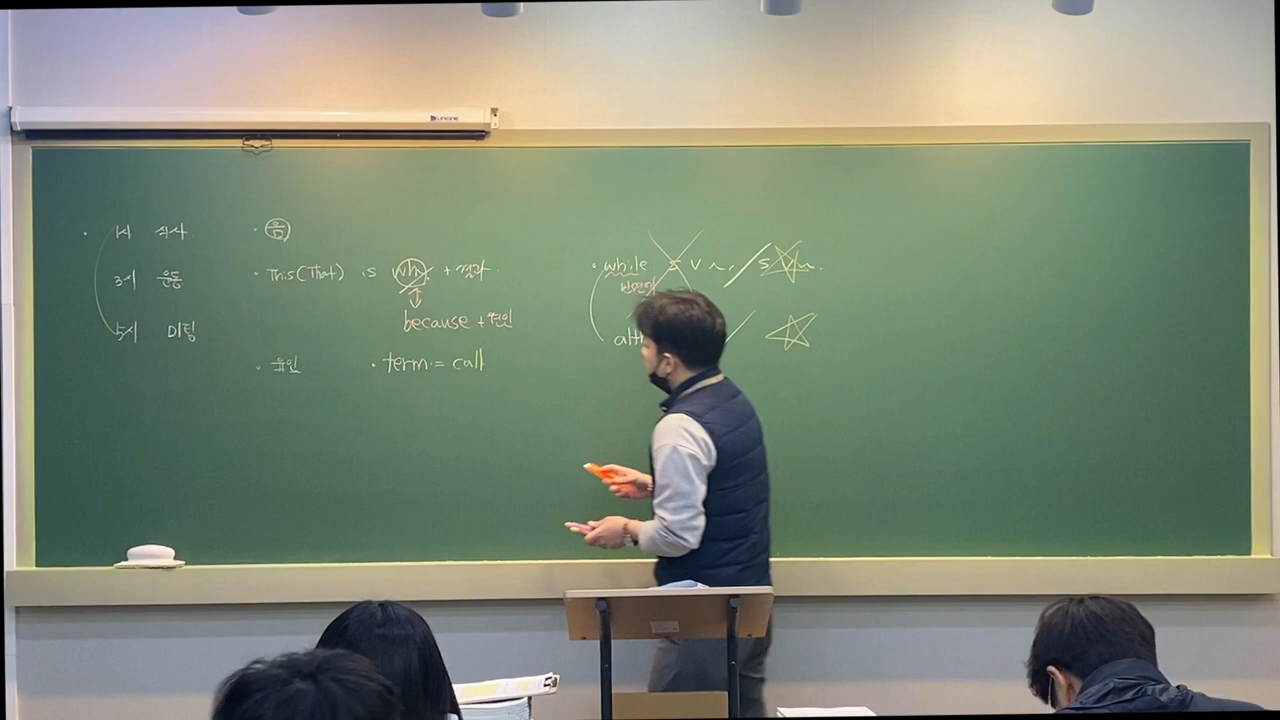 · 1시 식사
3시 운동
5시 미팅
· 음
· This(That) is why + 결과.
because + 원인
· 유인
· term = call
· while S V ~, / S V ~.
반면에
alth